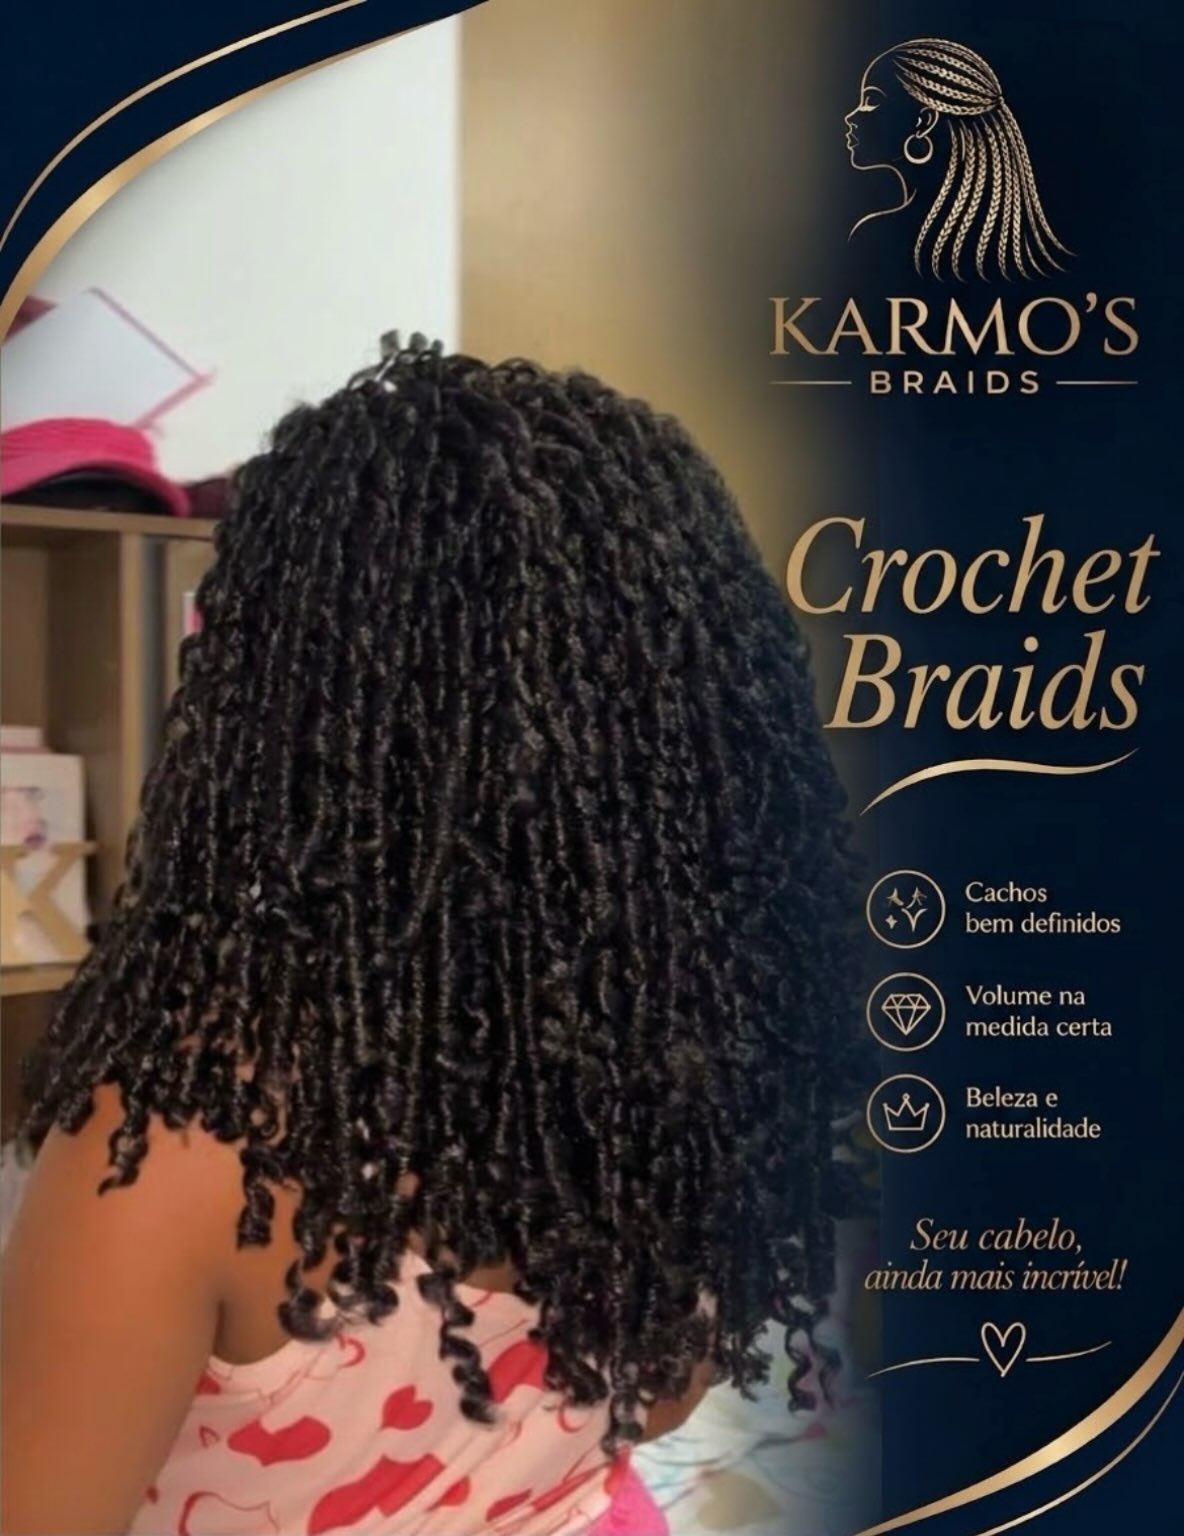 KARMO'S
BRAIDS
Crochet
Braids
Cachos
bem definidos
Volume na
medida certa
Beleza e
naturalidade
Seu cabelo,
ainda mais incrível!